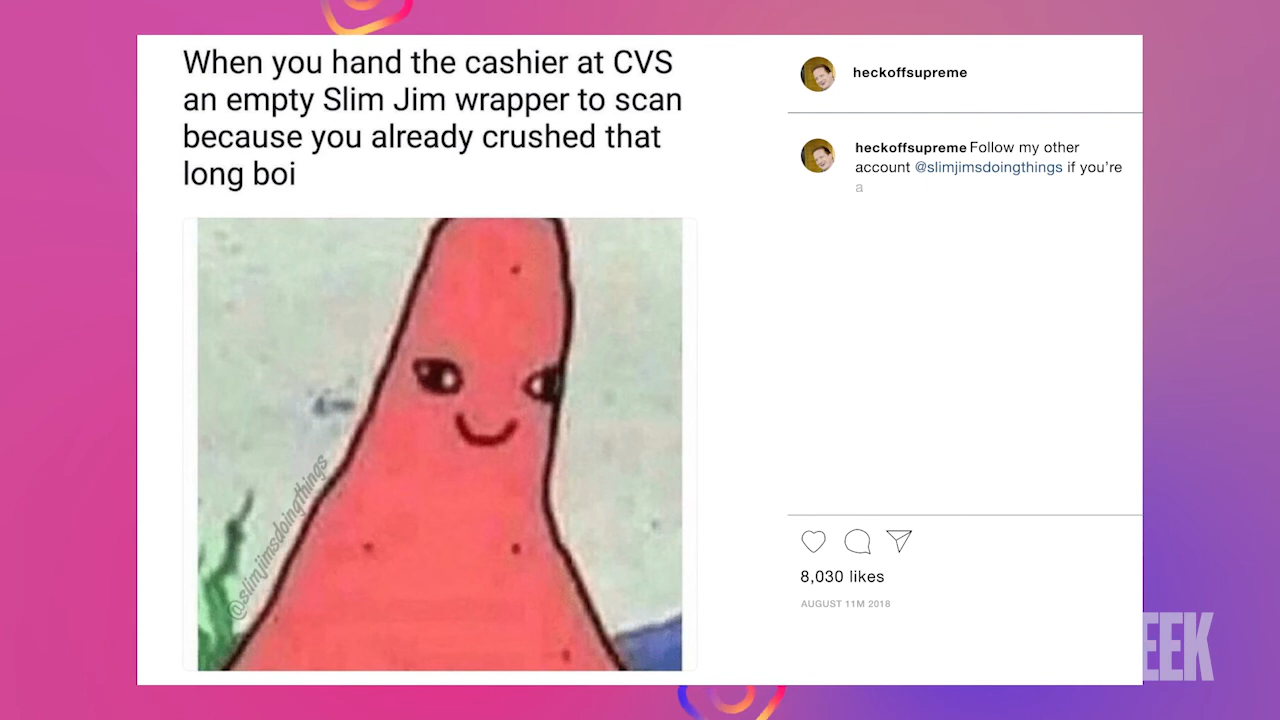 When you hand the cashier at CVS
an empty Slim Jim wrapper to scan
because you already crushed that
long boi
@slimjimsdoingthings
heckoffsupreme
heckoffsupreme Follow my other
account @slimjimsdoingthings if you're
a
8,030 likes
AUGUST 11M 2018
EEK